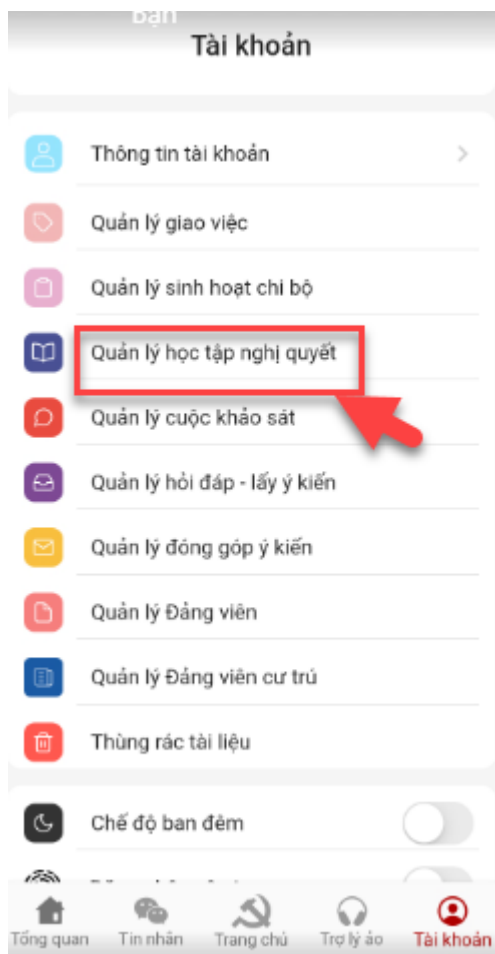 Bạn
Tài khoản
Thông tin tài khoản
Quản lý giao việc
Quản lý sinh hoạt chi bộ
Quản lý học tập nghị quyết
Quản lý cuộc khảo sát
Quản lý hỏi đáp - lấy ý kiến
Quản lý đóng góp ý kiến
Quản lý Đảng viên
Quản lý Đảng viên cư trú
Thùng rác tài liệu
Chế độ ban đêm
Tổng quan Tin nhắn Trang chủ Trợ lý ảo Tài khoản